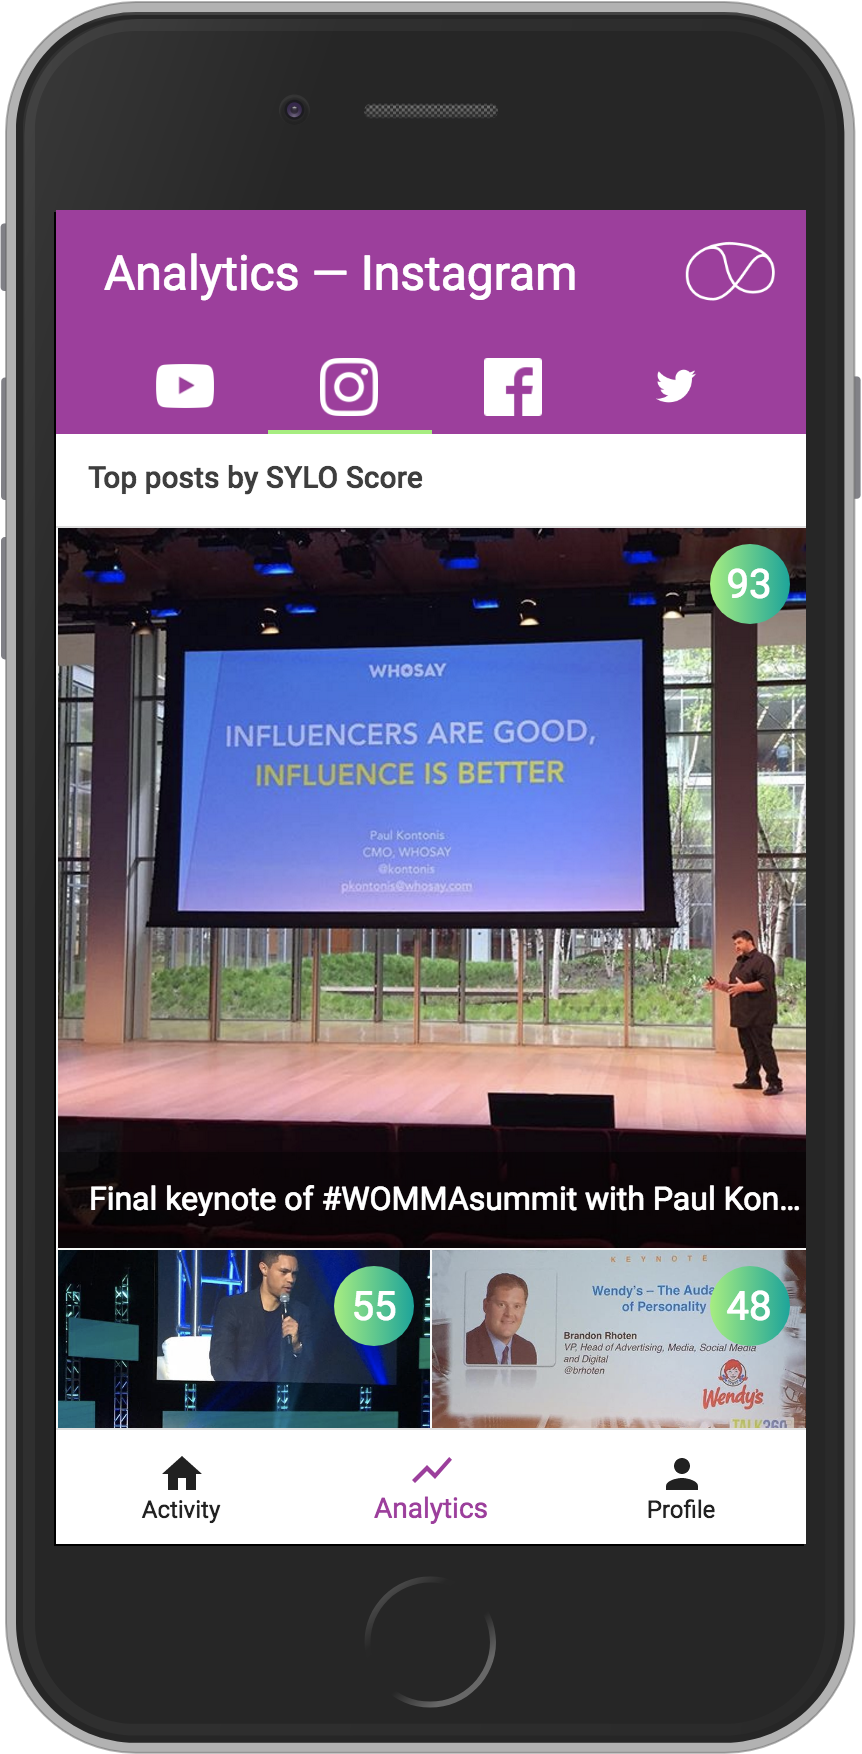 Analytics — Instagram
Top posts by SYLO Score
93
WHOSAY
INFLUENCERS ARE GOOD,
INFLUENCE IS BETTER
Paul Kontonis
CMO, WHOSAY
@kontonis
pkontonis@whosay.com
Final keynote of #WOMMAsummit with Paul Kon...
55
KEYNOTE
Wendy's – The Auda
of Personality
48
Brandon Rhoten
VP, Head of Advertising, Media, Social Media
and Digital
@brhoten
Wendy's
TALK360
Activity
Analytics
Profile